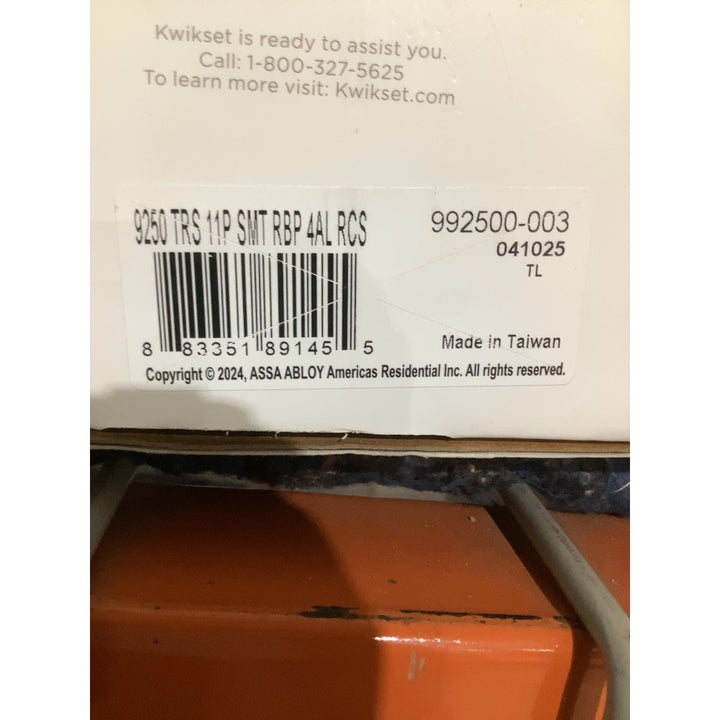 Kwikset is ready to assist you.
Call: 1-800-327-5625
To learn more visit: Kwikset.com
9250 TRS 11P SMT RBP 4AL RCS
992500-003
041025
TL
8 83351 89145 5
Made in Taiwan
Copyright © 2024, ASSA ABLOY Americas Residential Inc. All rights reserved.